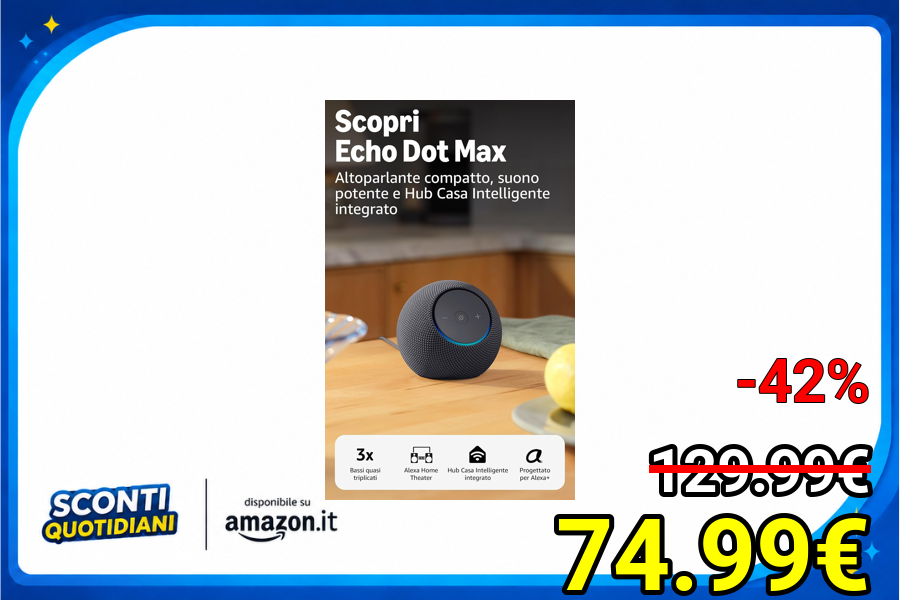 Scopri
Echo Dot Max
Altoparlante compatto, suono
potente e Hub Casa Intelligente
integrato
3x
Bassi quasi
triplicati
Alexa Home
Theater
Hub Casa Intelligente
integrato
Progettato
per Alexa+
-42%
129.99€
74.99€
SCONTI
QUOTIDIANI
disponibile su
amazon.it